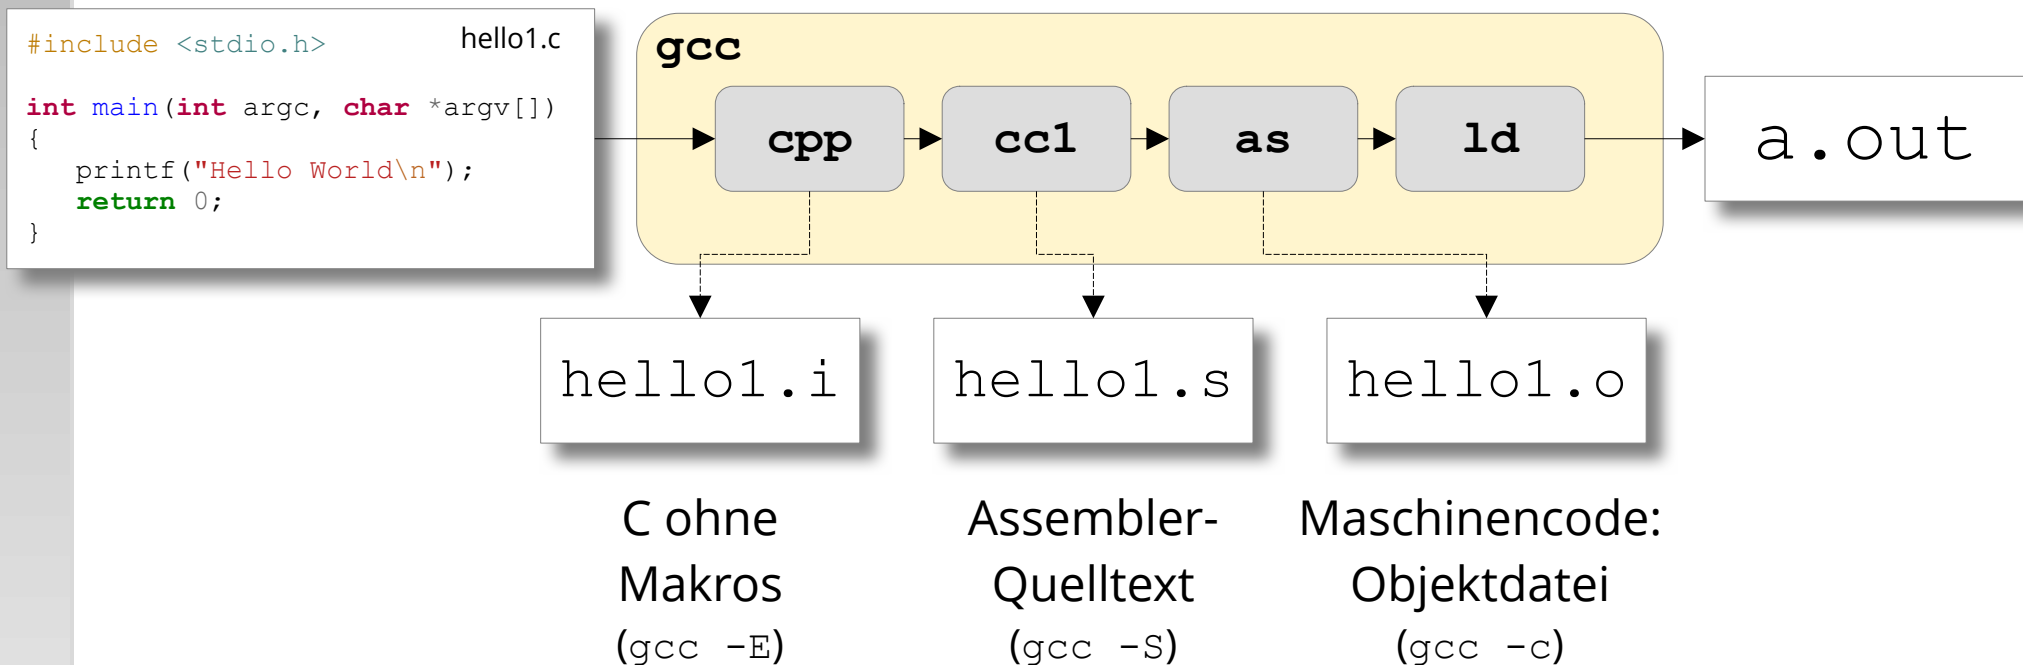 #include <stdio.h>
hello1.c
int main(int argc, char *argv[])
{
   printf("Hello World\n");
   return 0;
}
gcc
cpp
cc1
as
ld
a.out
hello1.i
hello1.s
hello1.o
C ohne
Makros
(gcc -E)
Assembler-
Quelltext
(gcc -S)
Maschinencode:
Objektdatei
(gcc -c)